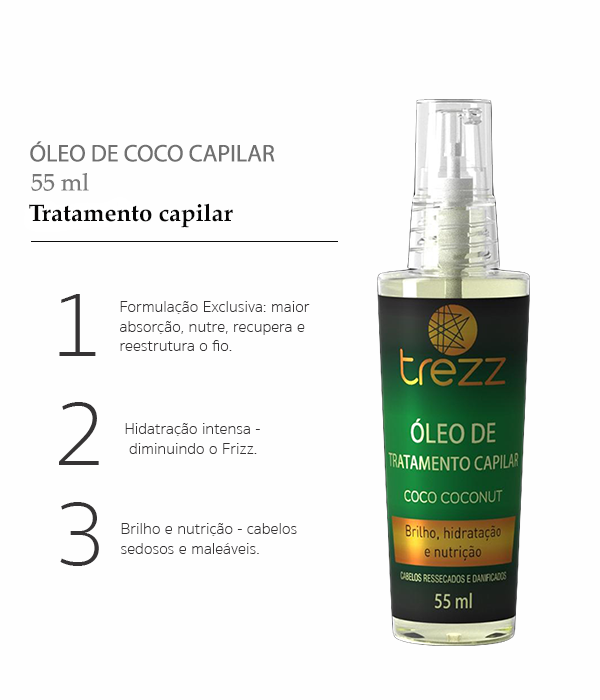 ÓLEO DE COCO CAPILAR
55 ml
Tratamento capilar
1
Formulação Exclusiva: maior
absorção, nutre, recupera e
reestrutura o fio.
2
Hidatração intensa -
diminuindo o Frizz.
3
Brilho e nutrição - cabelos
sedosos e maleáveis.
trezz
ÓLEO DE
TRATAMENTO CAPILAR
COCO COCONUT
Brilho, hidratação
e nutrição
CABELOS RESSECADOS E DANIFICADOS
55 ml